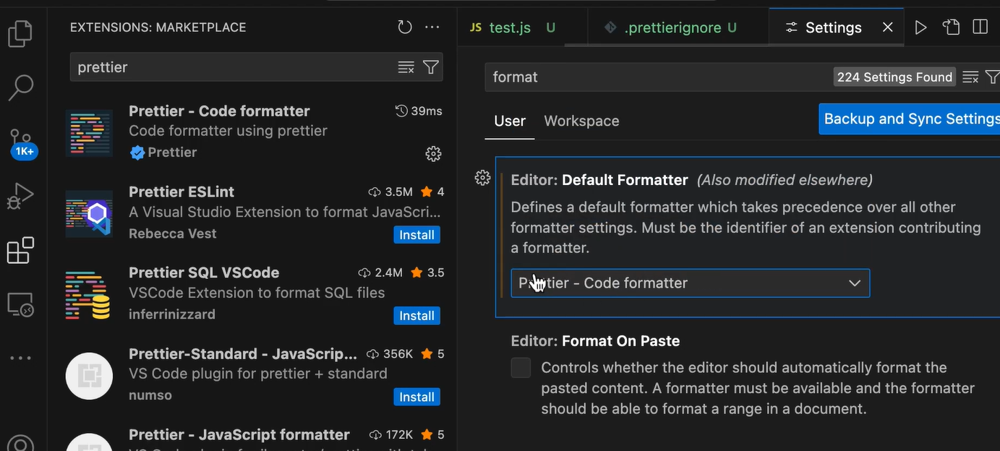 EXTENSIONS: MARKETPLACE
JS test.js U
.prettierignore U
Settings
prettier
format
224 Settings Found
Prettier - Code formatter
39ms
Code formatter using prettier
Prettier
1K+
User
Workspace
Backup and Sync Settings
Prettier ESLint
3.5M
4
A Visual Studio Extension to format JavaScri...
Rebecca Vest
Install
Prettier SQL VSCode
2.4M
3.5
VSCode Extension to format SQL files
inferrinizzard
Install
Prettier-Standard - JavaScrip...
356K
5
VS Code plugin for prettier + standard
numso
Install
Prettier - JavaScript formatter
172K
5
Editor: Default Formatter (Also modified elsewhere)
Defines a default formatter which takes precedence over all other
formatter settings. Must be the identifier of an extension contributing
a formatter.
Prettier - Code formatter
Editor: Format On Paste
Controls whether the editor should automatically format the
pasted content. A formatter must be available and the formatter
should be able to format a range in a document.